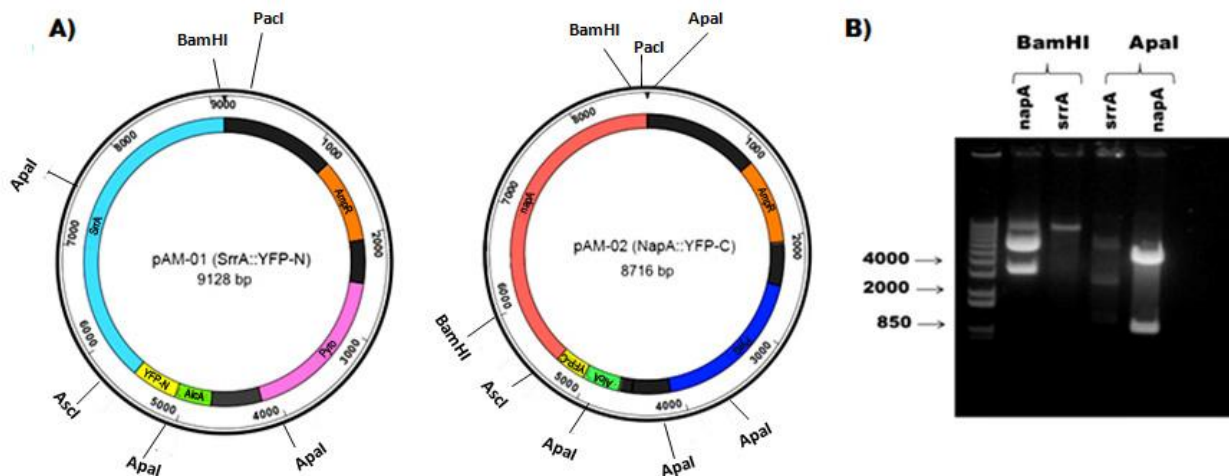 A)
BamHI
PacI
ApaI
AscI
ApaI
ApaI
9000
1000
2000
3000
4000
5000
6000
7000
8000
AmpR
Pyro
AlcA
YFP-N
SrrA
pAM-01 (SrrA::YFP-N)
9128 bp
BamHI
PacI
ApaI
BamHI
AscI
ApaI
ApaI
ApaI
1000
2000
3000
4000
5000
6000
7000
8000
AmpR
AlcA
YFP-C
napA
pAM-02 (NapA::YFP-C)
8716 bp
B)
BamHI ApaI
napA srrA srrA napA
4000
2000
850